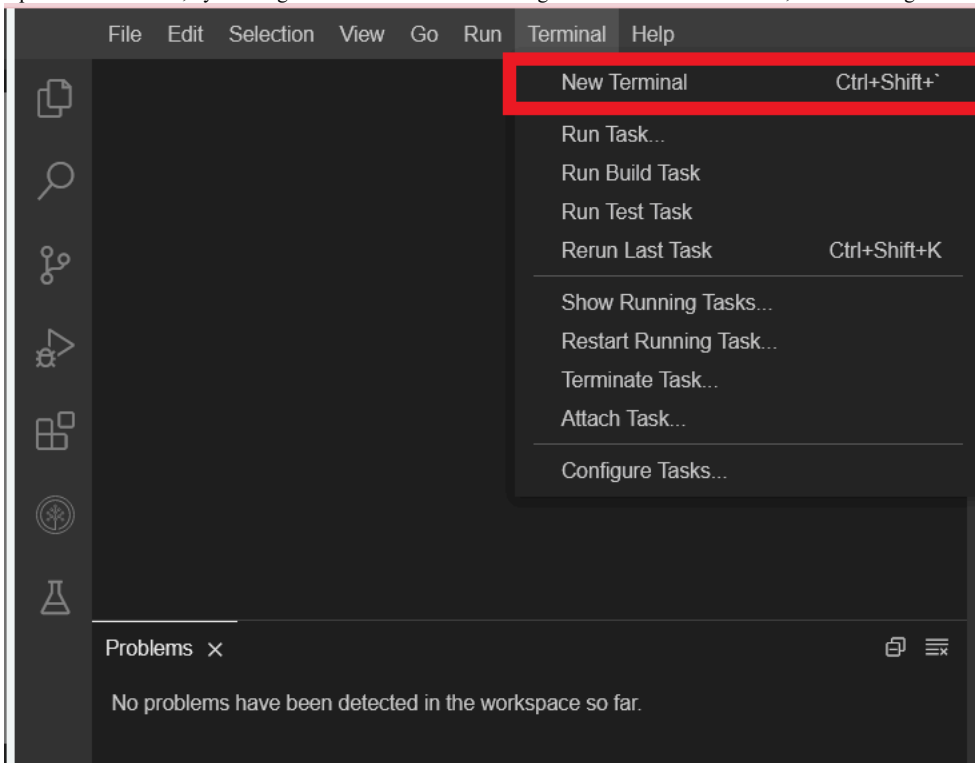 File Edit Selection View Go Run Terminal Help
New Terminal Ctrl+Shift+`
Run Task...
Run Build Task
Run Test Task
Rerun Last Task Ctrl+Shift+K
Show Running Tasks...
Restart Running Task...
Terminate Task...
Attach Task...
Configure Tasks...
Problems ×
No problems have been detected in the workspace so far.